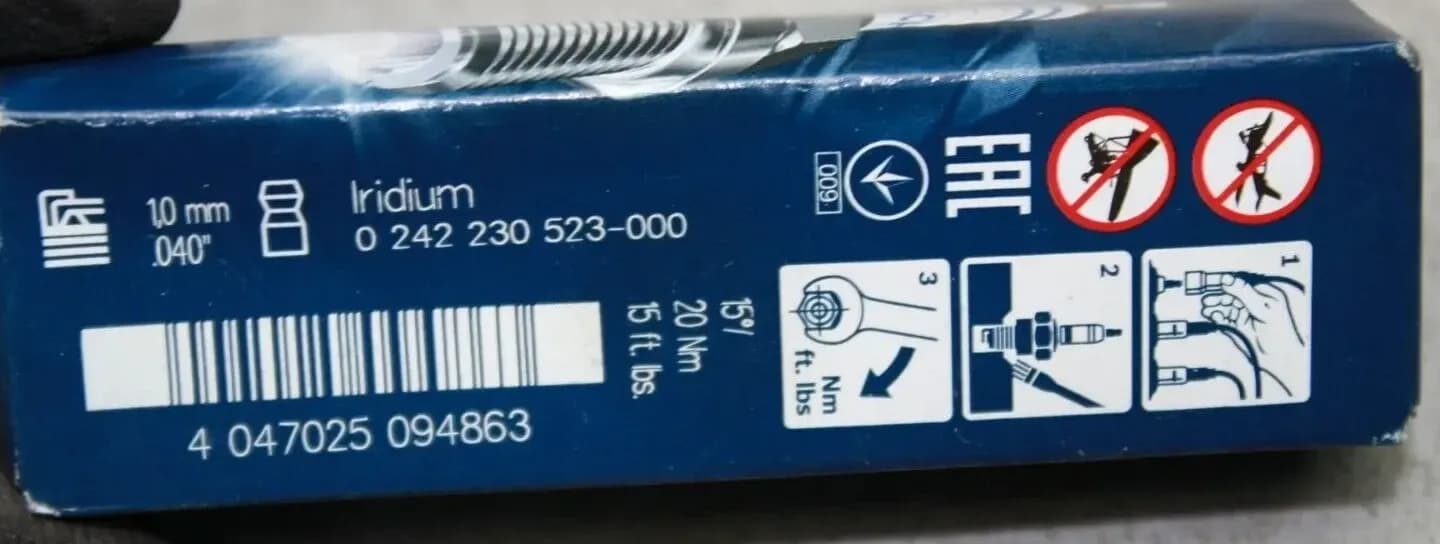 1,0 mm
.040"
Iridium
0 242 230 523-000
4 047025 094863
15°/
20 Nm
15 ft. lbs.
009
EAC
1
2
3
Nm
ft. lbs